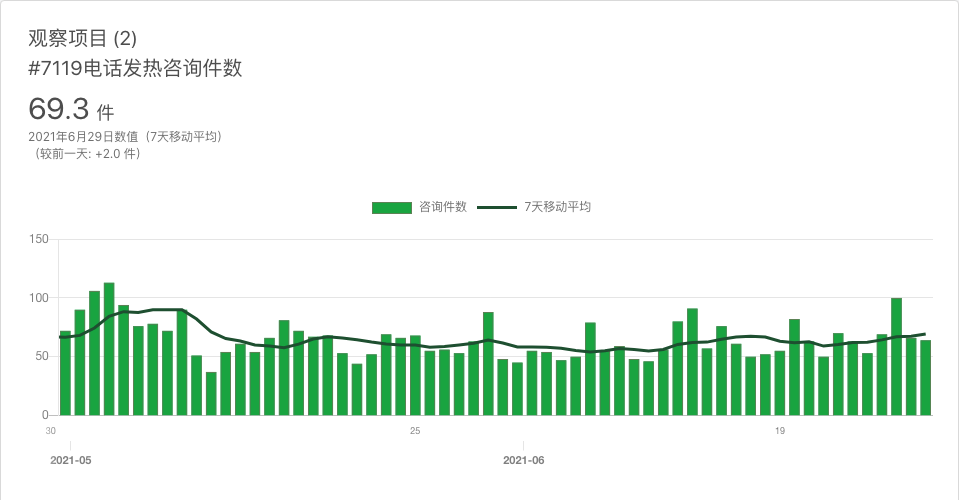 观察项目 (2)
#7119电话发热咨询件数
69.3 件
2021年6月29日数值（7天移动平均）
（较前一天: +2.0 件）
咨询件数 7天移动平均
150
100
50
0
30 25 19
2021-05 2021-06